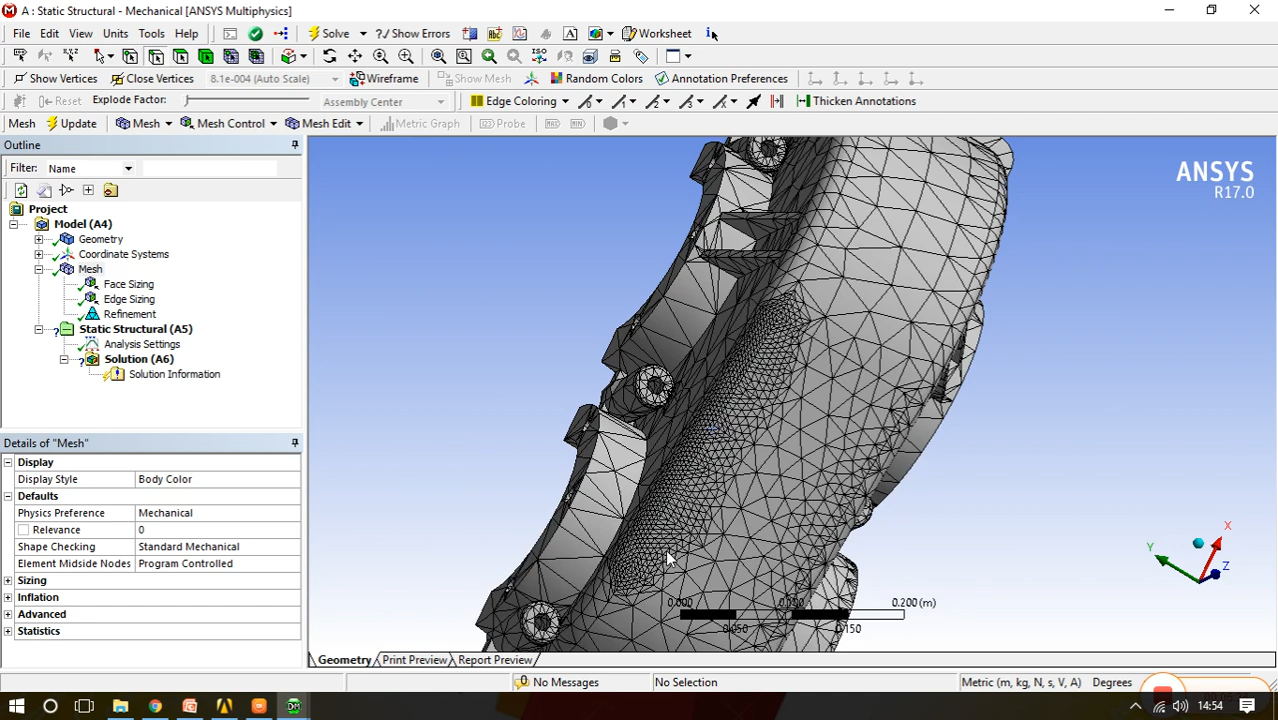 A : Static Structural - Mechanical [ANSYS Multiphysics]
File Edit View Units Tools Help Solve ?/ Show Errors A Worksheet
Show Vertices Close Vertices 8.1e-004 (Auto Scale) Wireframe Show Mesh Random Colors Annotation Preferences
Reset Explode Factor: Assembly Center Edge Coloring Thicken Annotations
Mesh Update Mesh Mesh Control Mesh Edit Metric Graph Probe MAX MIN
Outline
Filter: Name
Project
Model (A4)
Geometry
Coordinate Systems
Mesh
Face Sizing
Edge Sizing
Refinement
Static Structural (A5)
Analysis Settings
Solution (A6)
Solution Information
Details of "Mesh"
Display
Display Style Body Color
Defaults
Physics Preference Mechanical
Relevance 0
Shape Checking Standard Mechanical
Element Midside Nodes Program Controlled
Sizing
Inflation
Advanced
Statistics
ANSYS
R17.0
X
Y
Z
0.000 0.200 (m)
0.050 0.150
Geometry Print Preview Report Preview
No Messages No Selection Metric (m, kg, N, s, V, A) Degrees
DM 14:54